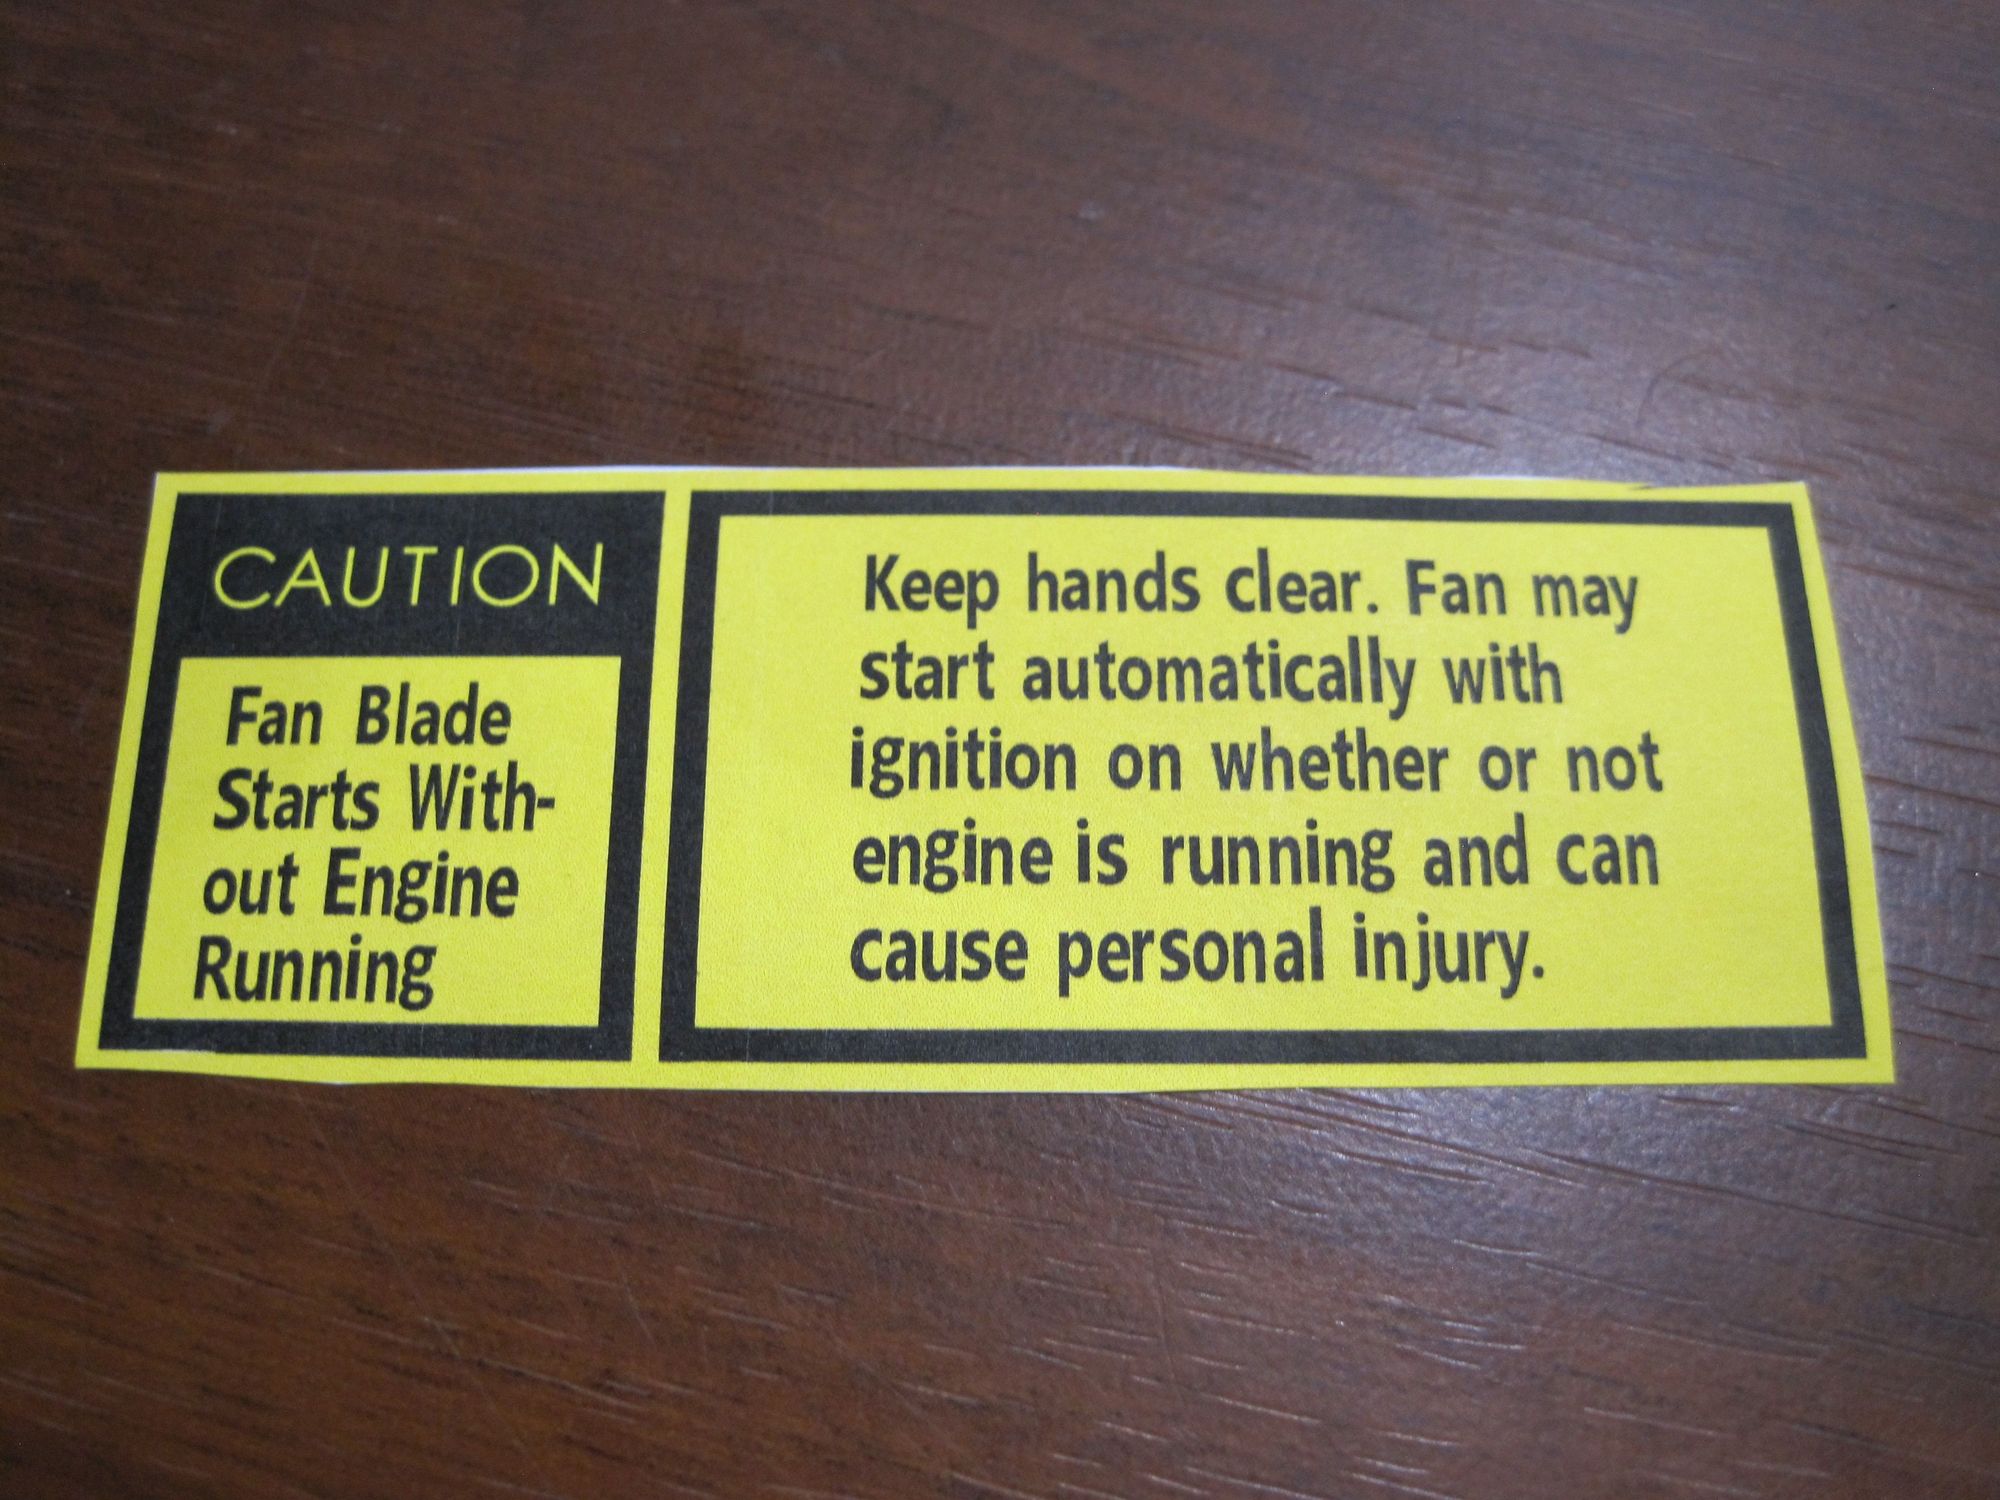 CAUTION
Fan Blade
Starts With-
out Engine
Running
Keep hands clear. Fan may
start automatically with
ignition on whether or not
engine is running and can
cause personal injury.